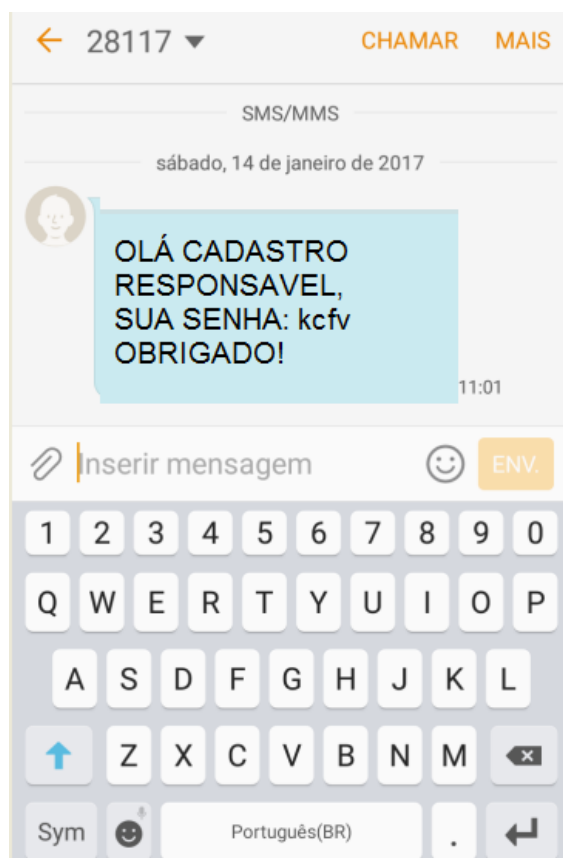 28117 CHAMAR MAIS
SMS/MMS
sábado, 14 de janeiro de 2017
OLÁ CADASTRO
RESPONSAVEL,
SUA SENHA: kcfv
OBRIGADO!
11:01
Inserir mensagem ENV.
1 2 3 4 5 6 7 8 9 0
Q W E R T Y U I O P
A S D F G H J K L
Z X C V B N M
Sym Português(BR) .